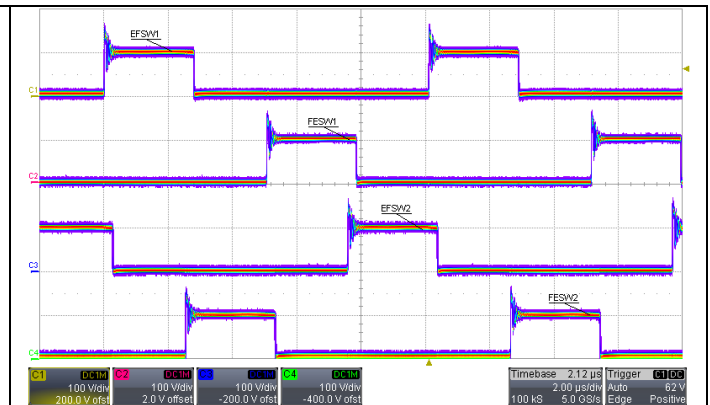 EFSW1
C1
FESW1
C2
EFSW2
C3
FESW2
C4
C1 DC1M C2 DC1M DC1M C4 DC1M Timebase 2.12 µs Trigger C1 DC
100 V/div 100 V/div 100 V/div 100 V/div 2.00 µs/div Auto 62 V
200.0 V ofst 2.0 V offset -200.0 V ofst -400.0 V ofst 100 kS 5.0 GS/s Edge Positive